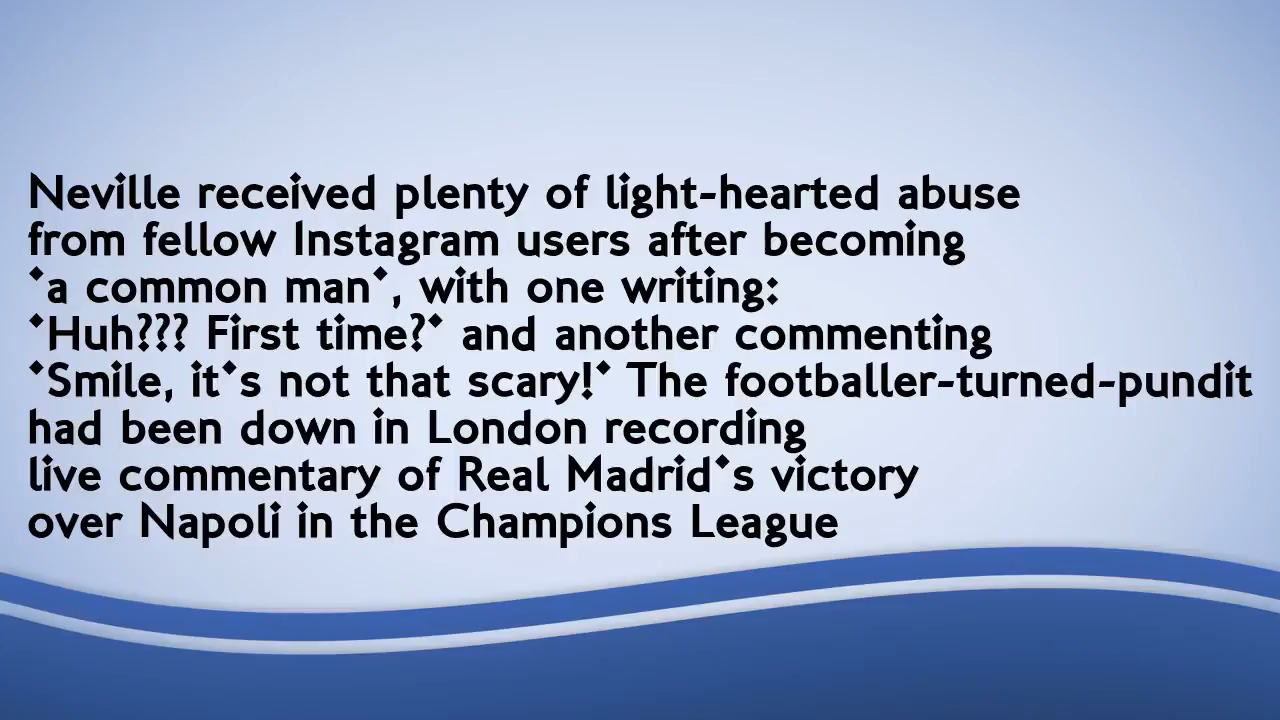 Neville received plenty of light-hearted abuse
from fellow Instagram users after becoming
'a common man', with one writing:
'Huh??? First time?' and another commenting
'Smile, it's not that scary!' The footballer-turned-pundit
had been down in London recording
live commentary of Real Madrid's victory
over Napoli in the Champions League